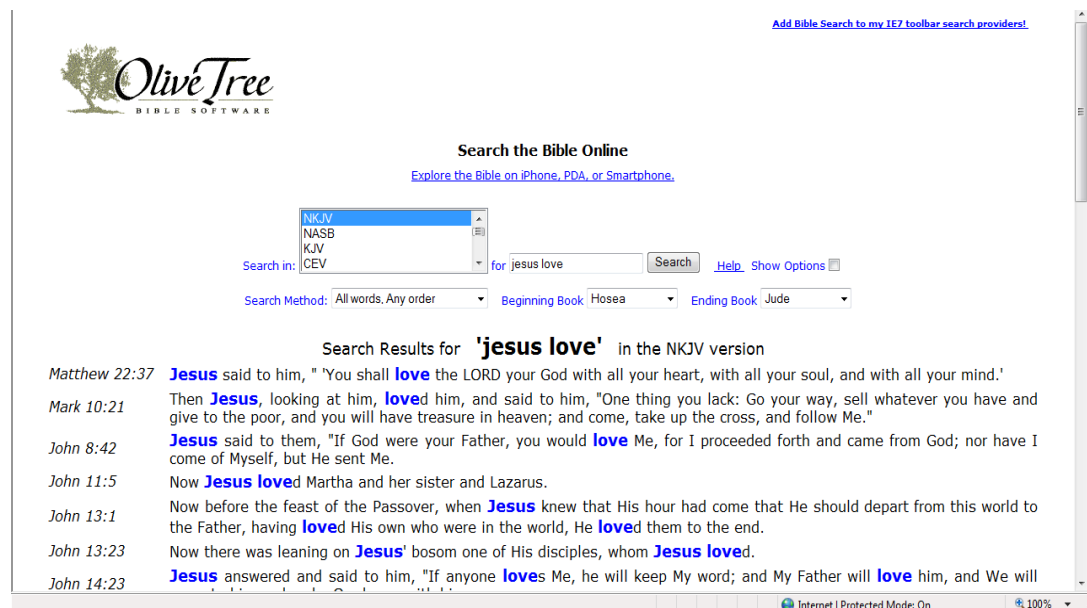 Add Bible Search to my IE7 toolbar search providers!
Olive Tree
BIBLE SOFTWARE
Search the Bible Online
Explore the Bible on iPhone, PDA, or Smartphone.
NKJV
NASB
KJV
Search in: CEV for jesus love Search Help Show Options
Search Method: All words, Any order Beginning Book Hosea Ending Book Jude
Search Results for 'jesus love' in the NKJV version
Matthew 22:37 Jesus said to him, " 'You shall love the LORD your God with all your heart, with all your soul, and with all your mind.'
Mark 10:21 Then Jesus, looking at him, loved him, and said to him, "One thing you lack: Go your way, sell whatever you have and
give to the poor, and you will have treasure in heaven; and come, take up the cross, and follow Me."
John 8:42 Jesus said to them, "If God were your Father, you would love Me, for I proceeded forth and came from God; nor have I
come of Myself, but He sent Me.
John 11:5 Now Jesus loved Martha and her sister and Lazarus.
John 13:1 Now before the feast of the Passover, when Jesus knew that His hour had come that He should depart from this world to
the Father, having loved His own who were in the world, He loved them to the end.
John 13:23 Now there was leaning on Jesus' bosom one of His disciples, whom Jesus loved.
John 14:23 Jesus answered and said to him, "If anyone loves Me, he will keep My word; and My Father will love him, and We will
Internet | Protected Mode: On 100%